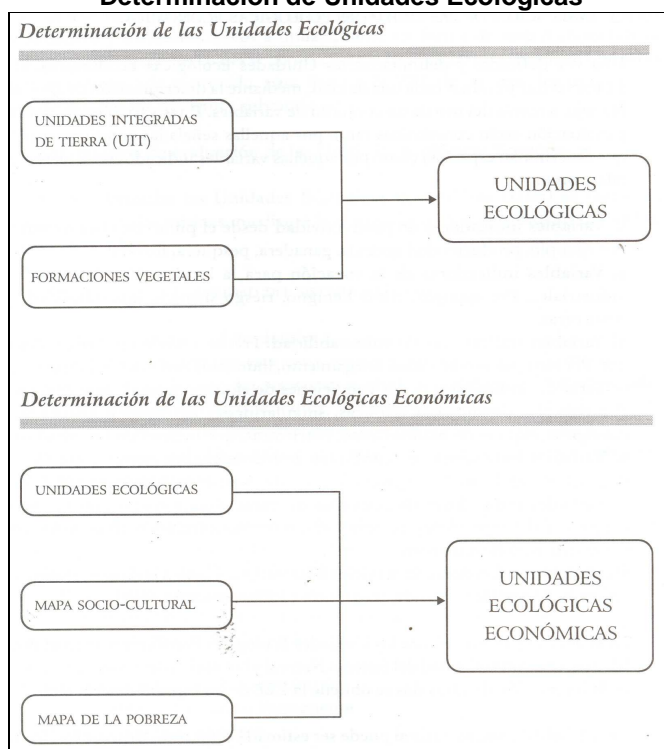 Determinación de Unidades Ecológicas
Determinación de las Unidades Ecológicas
UNIDADES INTEGRADAS
DE TIERRA (UIT)
UNIDADES
ECOLÓGICAS
FORMACIONES VEGETALES
Determinación de las Unidades Ecológicas Económicas
UNIDADES ECOLÓGICAS
MAPA SOCIO-CULTURAL
UNIDADES
ECOLÓGICAS
ECONÓMICAS
MAPA DE LA POBREZA